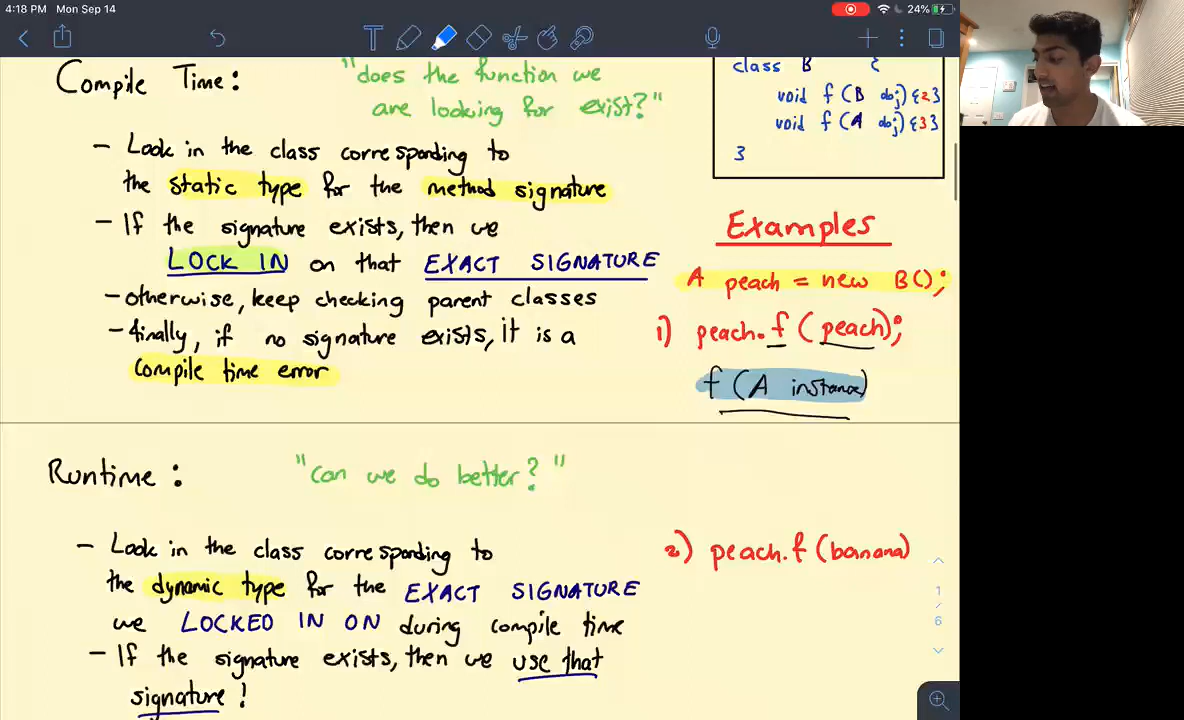 4:18 PM Mon Sep 14
24%
Compile Time:
"does the function we
are looking for exist?"
- Look in the class corresponding to
the static type for the method signature
- If the signature exists, then we
LOCK IN on that EXACT SIGNATURE
- otherwise, keep checking parent classes
- finally, if no signature exists, it is a
compile time error
class B {
void f (B obj) {2}
void f (A obj) {3}
}
Examples
A peach = new B();
1) peach.f (peach);
f (A instance)
Runtime:
"can we do better?"
- Look in the class corresponding to
the dynamic type for the EXACT SIGNATURE
we LOCKED IN ON during compile time
- If the signature exists, then we use that
signature!
2) peach.f (banana)
1
/
6